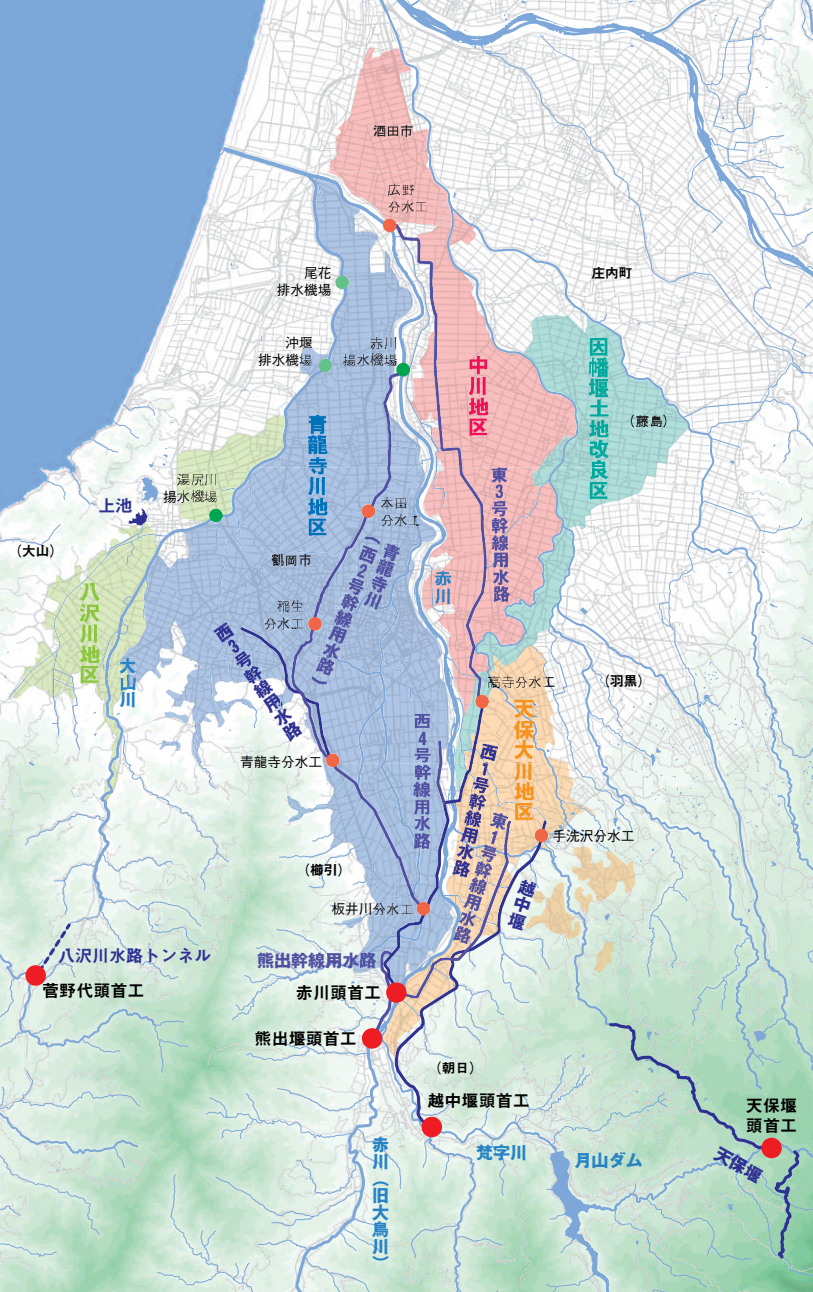 酒田市
広野
分水工
庄内町
尾花
排水機場
沖堰
排水機場
赤川
揚水機場
中川地区
因幡堰土地改良区
(藤島)
青龍寺川地区
湯尻川
揚水機場
上池
(大山)
本田
分水工
東3号幹線用水路
鶴岡市
青龍寺川
(西2号幹線用水路)
赤川
八沢川地区
稲生
分水工
西3号幹線用水路
大山川
高寺分水工
(羽黒)
天保大川地区
西4号幹線用水路
西1号幹線用水路
青龍寺分水工
東1号幹線用水路
手洗沢分水工
(櫛引)
越中堰
板井川分水工
八沢川水路トンネル
熊出幹線用水路
菅野代頭首工
赤川頭首工
熊出堰頭首工
(朝日)
越中堰頭首工
天保堰
頭首工
梵字川
月山ダム
天保堰
赤川(旧大鳥川)